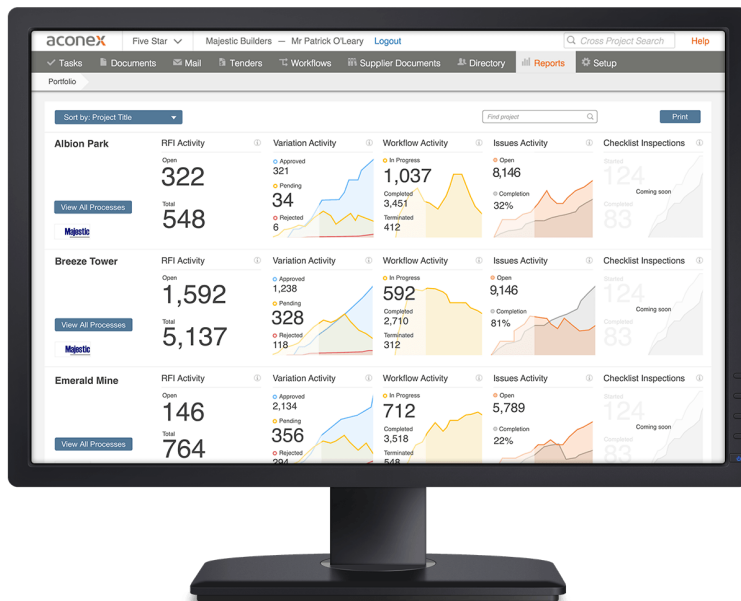 aconex Five Star Majestic Builders — Mr Patrick O'Leary Logout Cross Project Search Help
Tasks Documents Mail Tenders Workflows Supplier Documents Directory Reports Setup
Portfolio
Sort by: Project Title Find project Print
Albion Park RFI Activity Variation Activity Workflow Activity Issues Activity Checklist Inspections
Open
322
Total
548
Approved
321
Pending
34
Rejected
6
In Progress
1,037
Completed
3,451
Terminated
412
Open
8,146
Completion
32%
Started
124
Coming soon
Completed
83
View All Processes
Majestic
Breeze Tower RFI Activity Variation Activity Workflow Activity Issues Activity Checklist Inspections
Open
1,592
Total
5,137
Approved
1,238
Pending
328
Rejected
118
In Progress
592
Completed
2,710
Terminated
312
Open
9,146
Completion
81%
Started
124
Coming soon
Completed
83
View All Processes
Majestic
Emerald Mine RFI Activity Variation Activity Workflow Activity Issues Activity Checklist Inspections
Open
146
Total
764
Approved
2,134
Pending
356
Rejected
294
In Progress
712
Completed
3,518
Terminated
548
Open
5,789
Completion
22%
Started
124
Coming soon
Completed
83
View All Processes